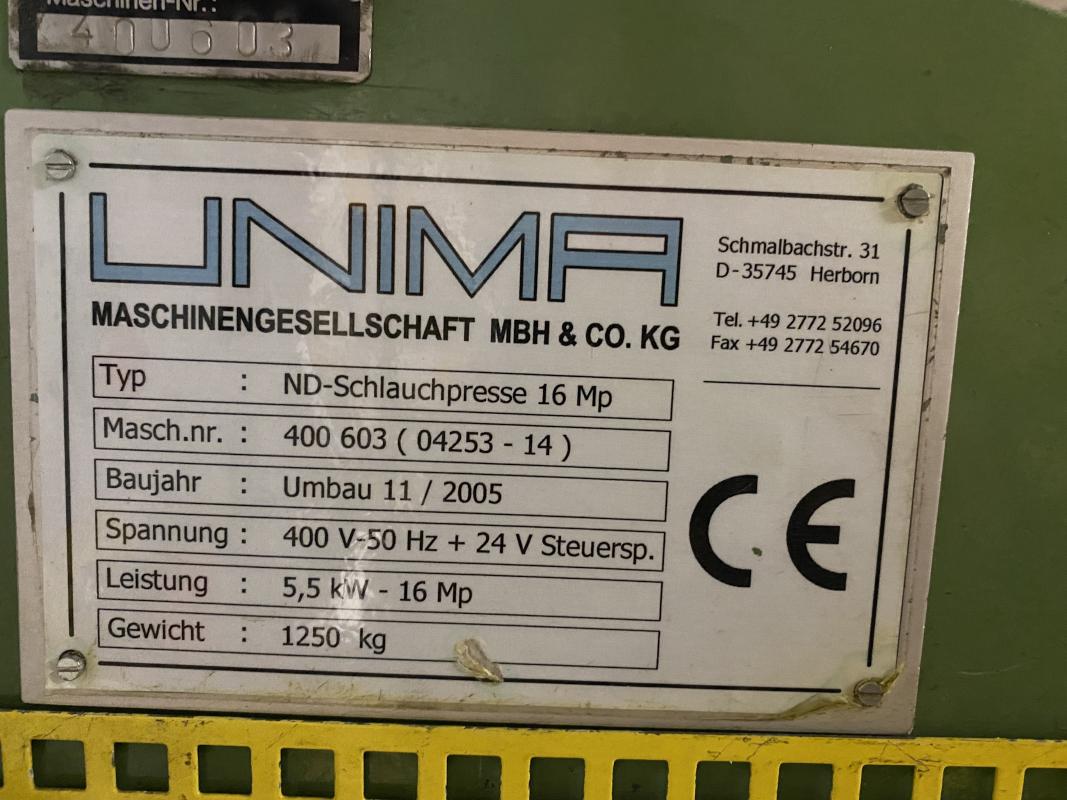 Maschinen-Nr.:
400603
UNIMA
MASCHINENGESELLSCHAFT MBH & CO. KG
Schmalbachstr. 31
D-35745 Herborn
Tel. +49 2772 52096
Fax +49 2772 54670
Typ : ND-Schlauchpresse 16 Mp
Masch.nr. : 400 603 ( 04253 - 14 )
Baujahr : Umbau 11 / 2005
Spannung : 400 V-50 Hz + 24 V Steuersp.
Leistung : 5,5 kW - 16 Mp
Gewicht : 1250 kg
CE